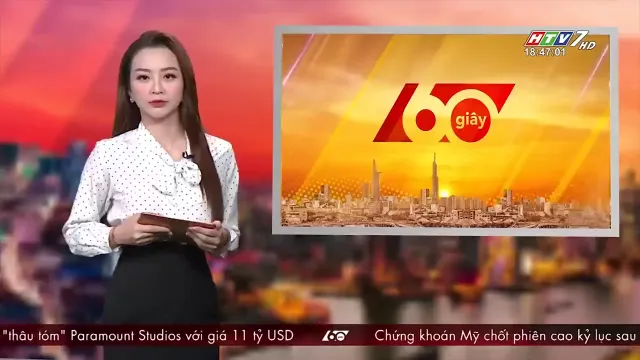 HTV7 HD
18:47:01
60 giây
"thâu tóm" Paramount Studios với giá 11 tỷ USD 60 Chứng khoán Mỹ chốt phiên cao kỷ lục sau